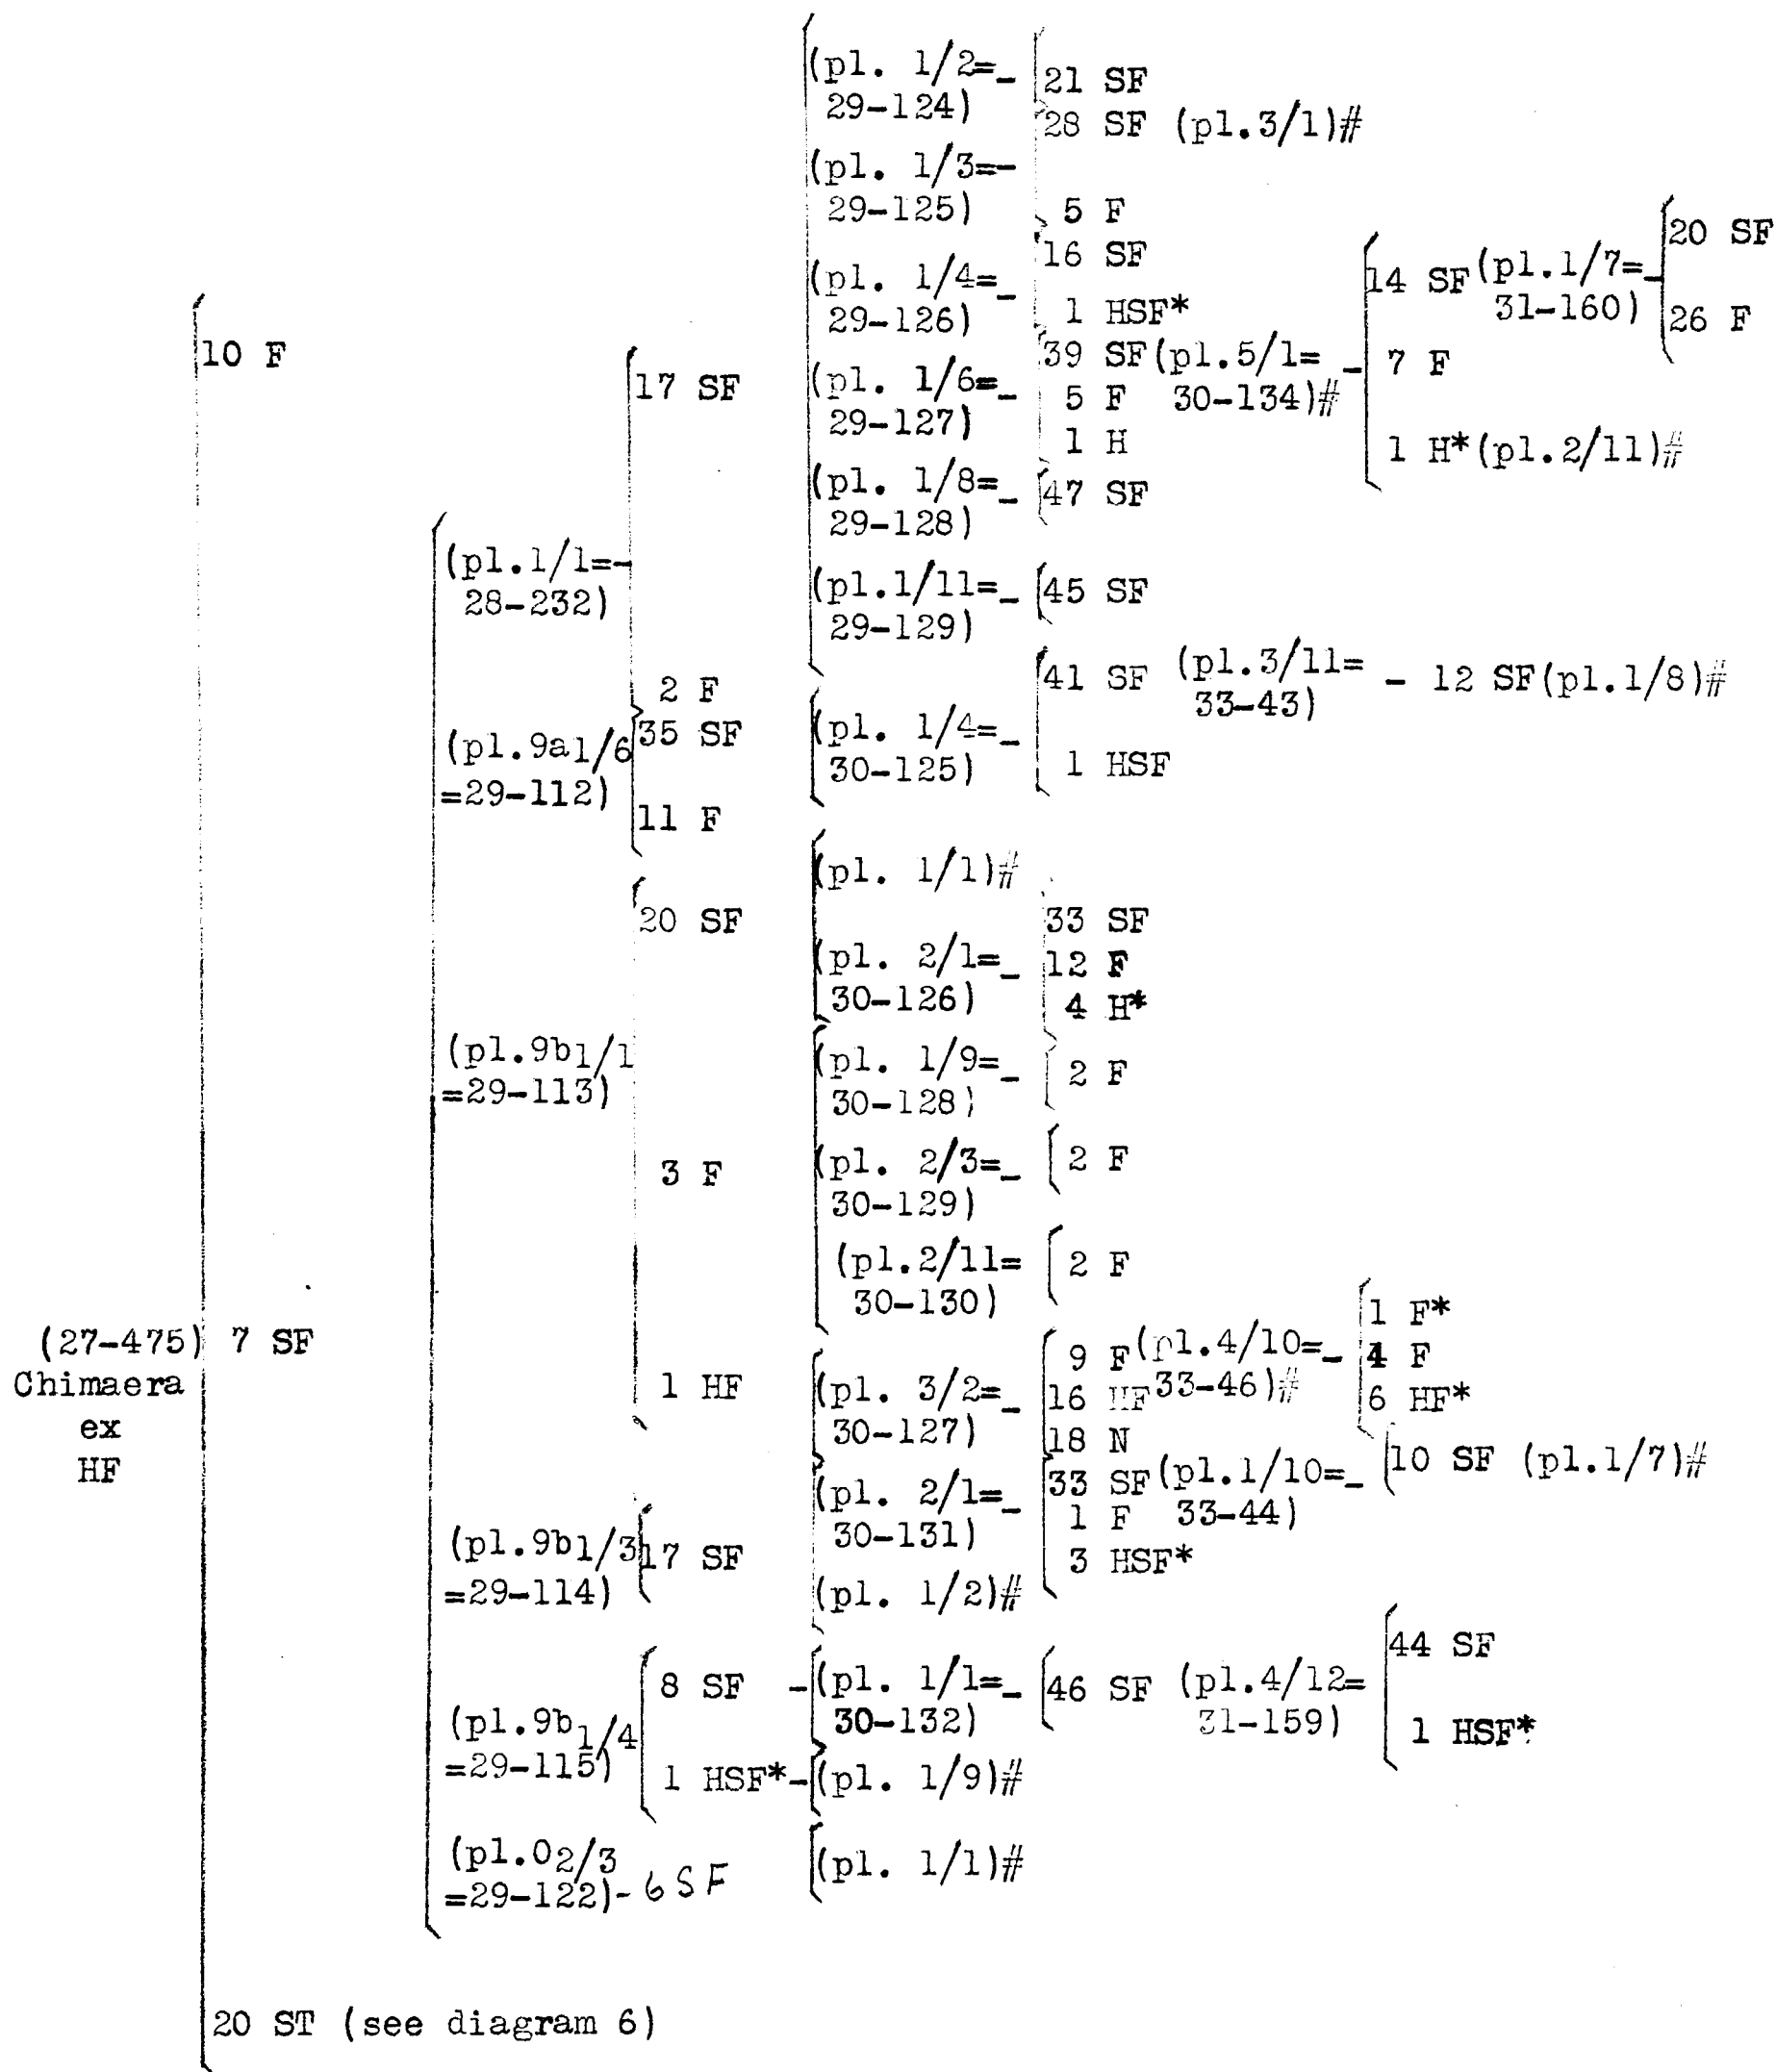 (27-475)
Chimaera
ex
HF
10 F
7 SF
20 ST (see diagram 6)
(pl.1/1=-
28-232)
17 SF
2 F
(pl.9a1/6
=29-112)
35 SF
11 F
(pl.9b1/1
=29-113)
20 SF
3 F
1 HF
(pl.9b1/3
=29-114)
17 SF
(pl.9b1/4
=29-115)
8 SF -
1 HSF*-
(pl.O2/3
=29-122)- 6 SF
(pl. 1/2=-
29-124)
21 SF
(pl. 1/3=-
29-125)
28 SF (pl.3/1)#
5 F
(pl. 1/4=-
29-126)
16 SF
1 HSF*
(pl. 1/6=-
29-127)
39 SF(pl.5/1= -
30-134)#
5 F
1 H
14 SF(pl.1/7=-
31-160)
20 SF
26 F
7 F
1 H*(pl.2/11)#
(pl. 1/8=-
29-128)
47 SF
(pl.1/11=-
29-129)
45 SF
(pl. 1/4=-
30-125)
41 SF (pl.3/11= - 12 SF(pl.1/8)#
33-43)
1 HSF
(pl. 1/1)#
(pl. 2/1=-
30-126)
33 SF
12 F
4 H*
(pl. 1/9=-
30-128)
2 F
(pl. 2/3=-
30-129)
2 F
(pl.2/11=
30-130)
2 F
(pl. 3/2=-
30-127)
9 F(pl.4/10=-
33-46)#
16 HF
18 N
1 F*
4 F
6 HF*
(pl. 2/1=-
30-131)
33 SF(pl.1/10=-
33-44)
1 F
3 HSF*
10 SF (pl.1/7)#
(pl. 1/2)#
(pl. 1/1=-
30-132)
46 SF (pl.4/12=
31-159)
44 SF
1 HSF*
(pl. 1/9)#
(pl. 1/1)#